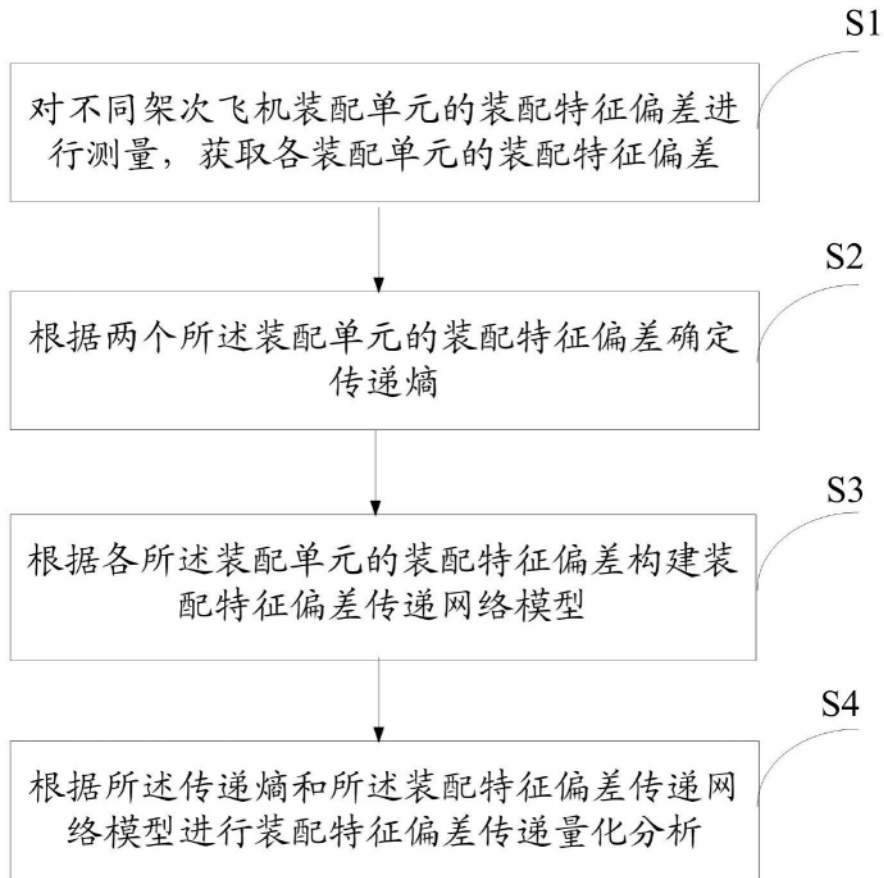 S1
对不同架次飞机装配单元的装配特征偏差进
行测量，获取各装配单元的装配特征偏差
S2
根据两个所述装配单元的装配特征偏差确定
传递熵
S3
根据各所述装配单元的装配特征偏差构建装
配特征偏差传递网络模型
S4
根据所述传递熵和所述装配特征偏差传递网
络模型进行装配特征偏差传递量化分析